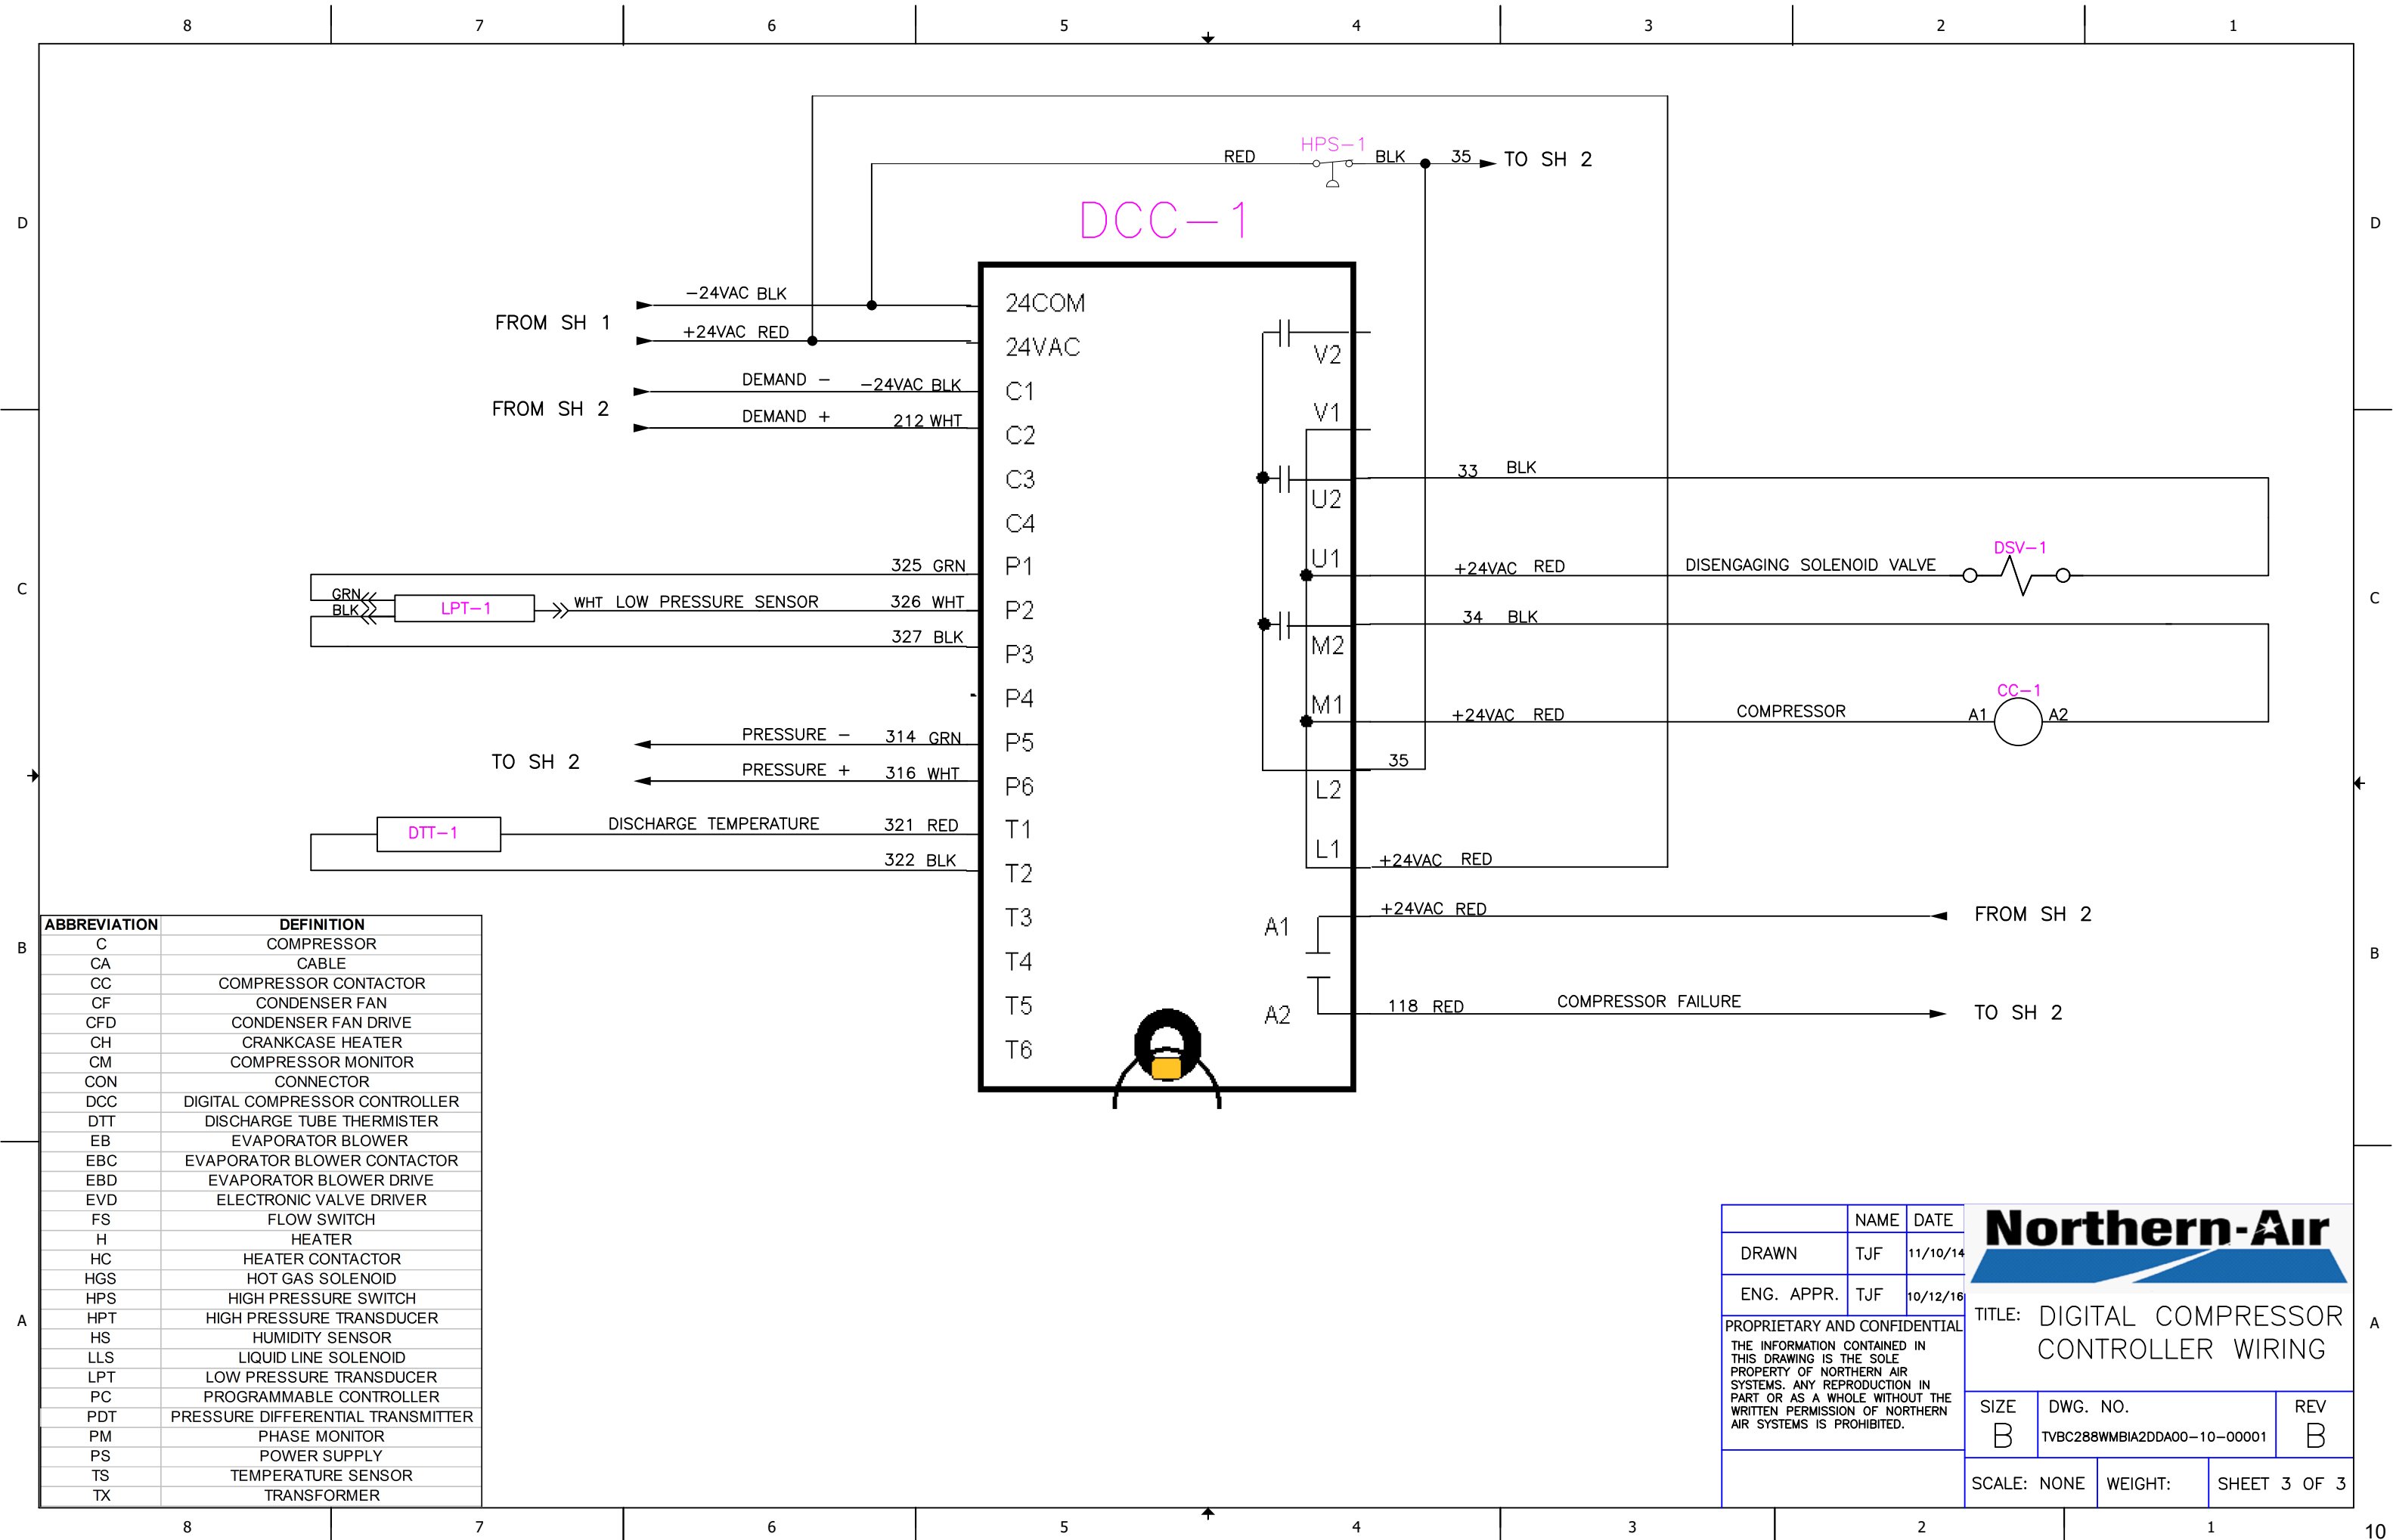 8 7 6 5 4 3 2 1
D D
C C
B B
A A
HPS-1
RED BLK 35 TO SH 2
DCC-1
FROM SH 1
-24VAC BLK
+24VAC RED
FROM SH 2
DEMAND - -24VAC BLK
DEMAND + 212 WHT
325 GRN
GRN
BLK
LPT-1
WHT LOW PRESSURE SENSOR 326 WHT
327 BLK
TO SH 2
PRESSURE - 314 GRN
PRESSURE + 316 WHT
DTT-1
DISCHARGE TEMPERATURE 321 RED
322 BLK
24COM
24VAC
C1
C2
C3
C4
P1
P2
P3
P4
P5
P6
T1
T2
T3
T4
T5
T6
V2
V1
U2
U1
M2
M1
L2
L1
A1
A2
33 BLK
DSV-1
+24VAC RED DISENGAGING SOLENOID VALVE
34 BLK
CC-1
+24VAC RED COMPRESSOR A1 A2
35
+24VAC RED
+24VAC RED FROM SH 2
118 RED COMPRESSOR FAILURE TO SH 2
ABBREVIATION DEFINITION
C COMPRESSOR
CA CABLE
CC COMPRESSOR CONTACTOR
CF CONDENSER FAN
CFD CONDENSER FAN DRIVE
CH CRANKCASE HEATER
CM COMPRESSOR MONITOR
CON CONNECTOR
DCC DIGITAL COMPRESSOR CONTROLLER
DTT DISCHARGE TUBE THERMISTER
EB EVAPORATOR BLOWER
EBC EVAPORATOR BLOWER CONTACTOR
EBD EVAPORATOR BLOWER DRIVE
EVD ELECTRONIC VALVE DRIVER
FS FLOW SWITCH
H HEATER
HC HEATER CONTACTOR
HGS HOT GAS SOLENOID
HPS HIGH PRESSURE SWITCH
HPT HIGH PRESSURE TRANSDUCER
HS HUMIDITY SENSOR
LLS LIQUID LINE SOLENOID
LPT LOW PRESSURE TRANSDUCER
PC PROGRAMMABLE CONTROLLER
PDT PRESSURE DIFFERENTIAL TRANSMITTER
PM PHASE MONITOR
PS POWER SUPPLY
TS TEMPERATURE SENSOR
TX TRANSFORMER
NAME DATE
DRAWN TJF 11/10/14
ENG. APPR. TJF 10/12/16
PROPRIETARY AND CONFIDENTIAL
THE INFORMATION CONTAINED IN
THIS DRAWING IS THE SOLE
PROPERTY OF NORTHERN AIR
SYSTEMS. ANY REPRODUCTION IN
PART OR AS A WHOLE WITHOUT THE
WRITTEN PERMISSION OF NORTHERN
AIR SYSTEMS IS PROHIBITED.
Northern-Air
TITLE: DIGITAL COMPRESSOR
CONTROLLER WIRING
SIZE DWG. NO. REV
B TVBC288WMBIA2DDA00-10-00001 B
SCALE: NONE WEIGHT: SHEET 3 OF 3
8 7 6 5 4 3 2 1
10